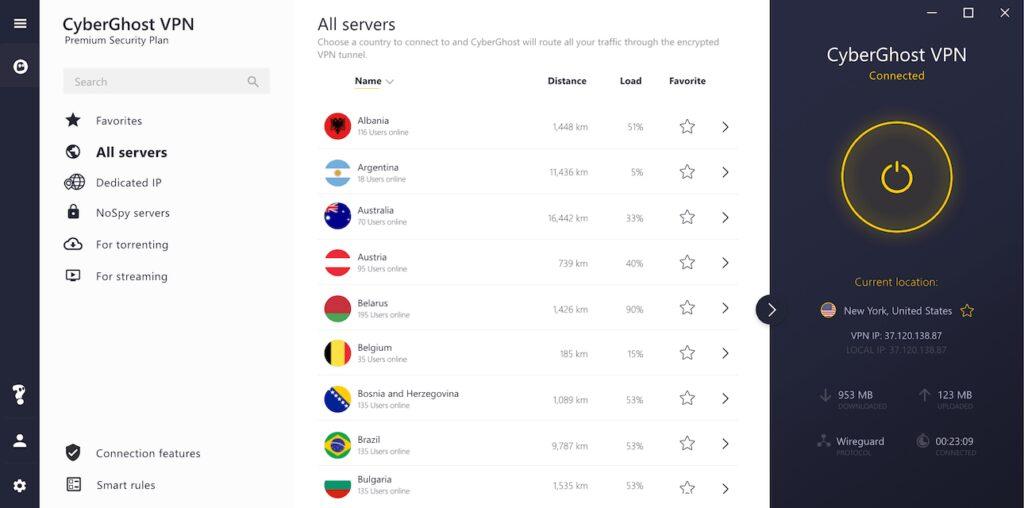 CyberGhost VPN
Premium Security Plan
Search
Favorites
All servers
Dedicated IP
NoSpy servers
For torrenting
For streaming
Connection features
Smart rules
All servers
Choose a country to connect to and CyberGhost will route all your traffic through the encrypted
VPN tunnel.
Name Distance Load Favorite
Albania
116 Users online
1,448 km 51%
Argentina
18 Users online
11,436 km 5%
Australia
70 Users online
16,442 km 33%
Austria
95 Users online
739 km 40%
Belarus
195 Users online
1,426 km 90%
Belgium
35 Users online
185 km 15%
Bosnia and Herzegovina
135 Users online
1,089 km 53%
Brazil
135 Users online
9,787 km 53%
Bulgaria
135 Users online
1,535 km 53%
CyberGhost VPN
Connected
Current location:
New York, United States
VPN IP: 37.120.138.87
LOCAL IP: 37.120.138.87
953 MB
DOWNLOADED
123 MB
UPLOADED
Wireguard
PROTOCOL
00:23:09
CONNECTED